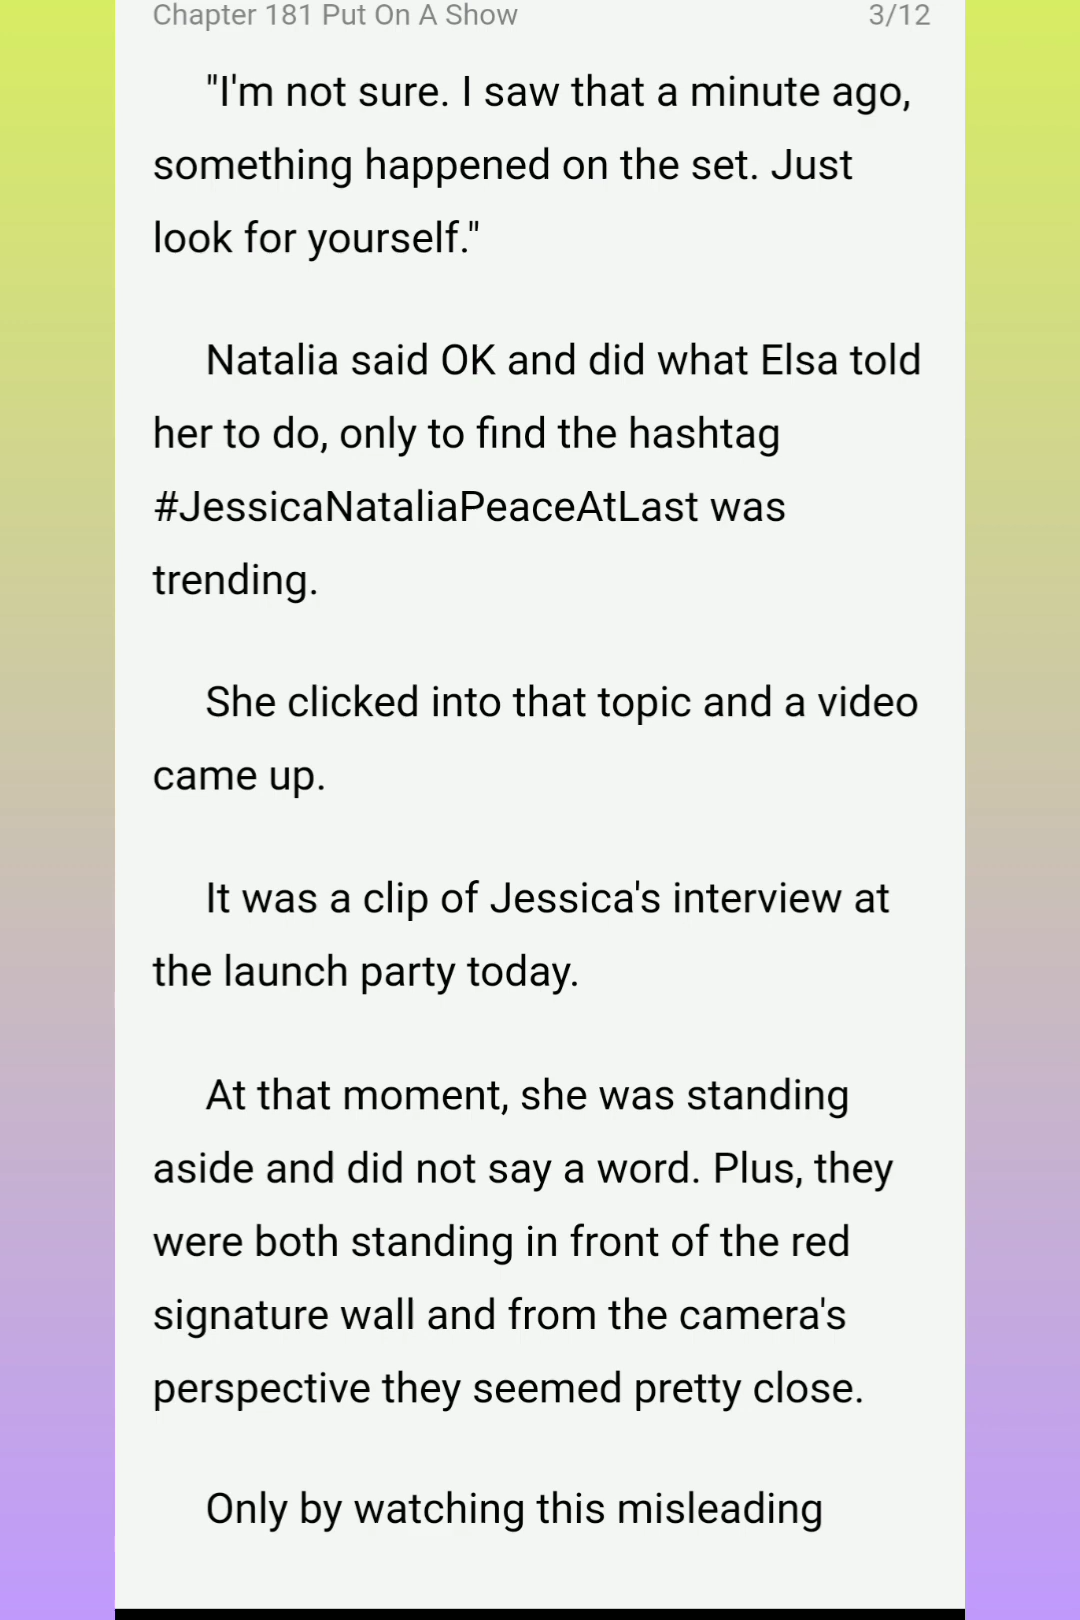 Chapter 181 Put On A Show 3/12
"I'm not sure. I saw that a minute ago,
something happened on the set. Just
look for yourself."
Natalia said OK and did what Elsa told
her to do, only to find the hashtag
#JessicaNataliaPeaceAtLast was
trending.
She clicked into that topic and a video
came up.
It was a clip of Jessica's interview at
the launch party today.
At that moment, she was standing
aside and did not say a word. Plus, they
were both standing in front of the red
signature wall and from the camera's
perspective they seemed pretty close.
Only by watching this misleading